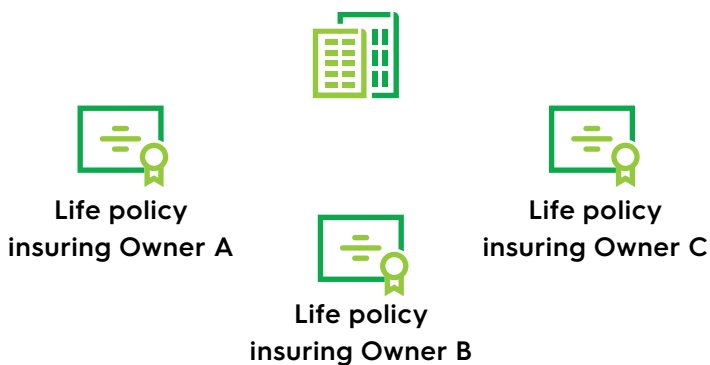 Life policy
insuring Owner A
Life policy
insuring Owner C
Life policy
insuring Owner B